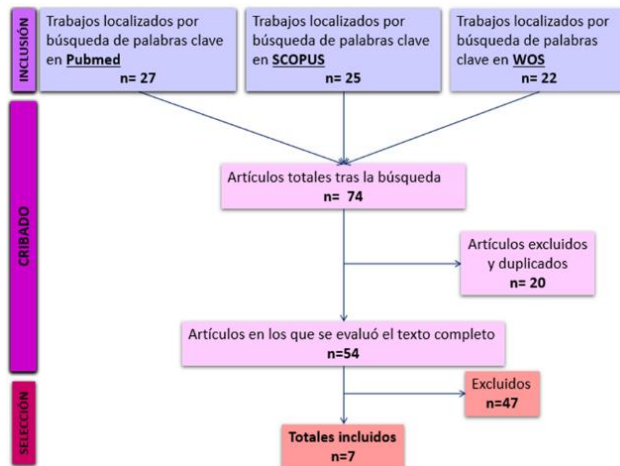 INCLUSIÓN
Trabajos localizados por
búsqueda de palabras clave
en Pubmed
n= 27
Trabajos localizados por
búsqueda de palabras clave
en SCOPUS
n= 25
Trabajos localizados por
búsqueda de palabras
clave en WOS
n= 22
CRIBADO
Artículos totales tras la búsqueda
n= 74
Artículos excluidos
y duplicados
n= 20
Artículos en los que se evaluó el texto completo
n=54
SELECCIÓN
Excluidos
n=47
Totales incluidos
n=7